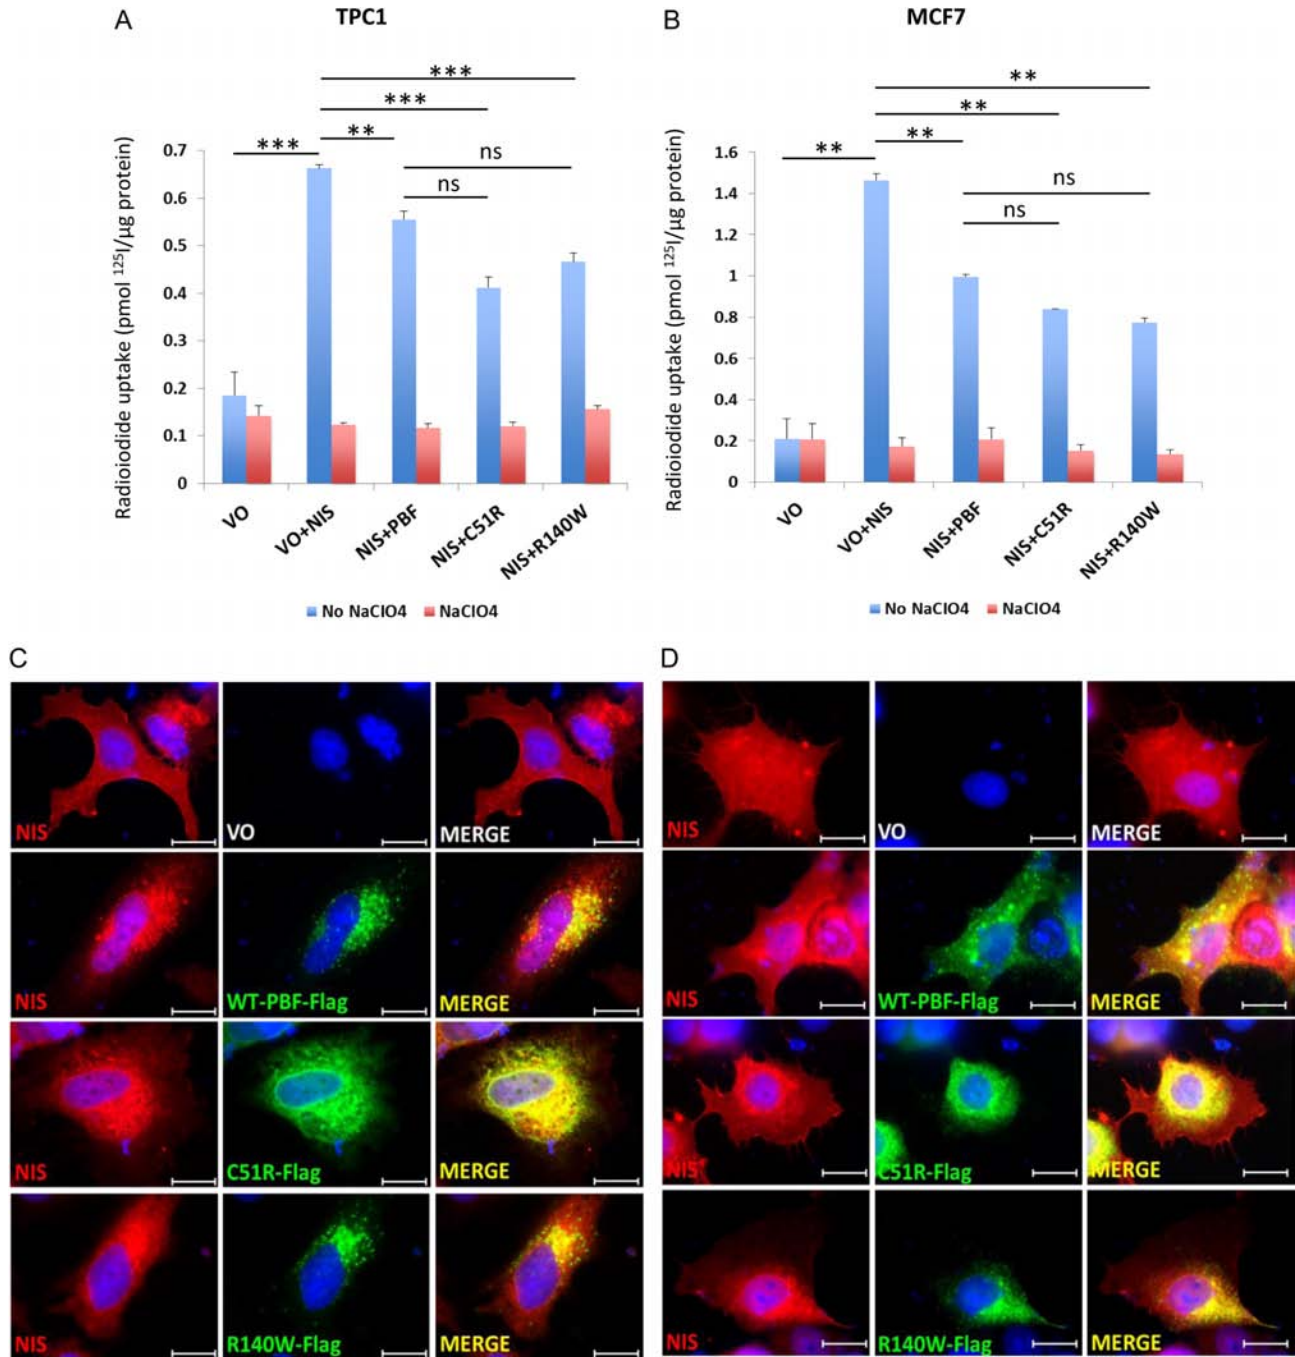 A
TPC1
B
MCF7
***
***
***
**
ns
ns
Radioiodide uptake (pmol ¹²⁵I/µg protein)
0.7
0.6
0.5
0.4
0.3
0.2
0.1
0
VO
VO+NIS
NIS+PBF
NIS+C51R
NIS+R140W
No NaClO4
NaClO4
**
**
**
**
ns
ns
Radioiodide uptake (pmol ¹²⁵I/µg protein)
1.6
1.4
1.2
1
0.8
0.6
0.4
0.2
0
VO
VO+NIS
NIS+PBF
NIS+C51R
NIS+R140W
No NaClO4
NaClO4
C
NIS
VO
MERGE
NIS
WT-PBF-Flag
MERGE
NIS
C51R-Flag
MERGE
NIS
R140W-Flag
MERGE
D
NIS
VO
MERGE
NIS
WT-PBF-Flag
MERGE
NIS
C51R-Flag
MERGE
NIS
R140W-Flag
MERGE